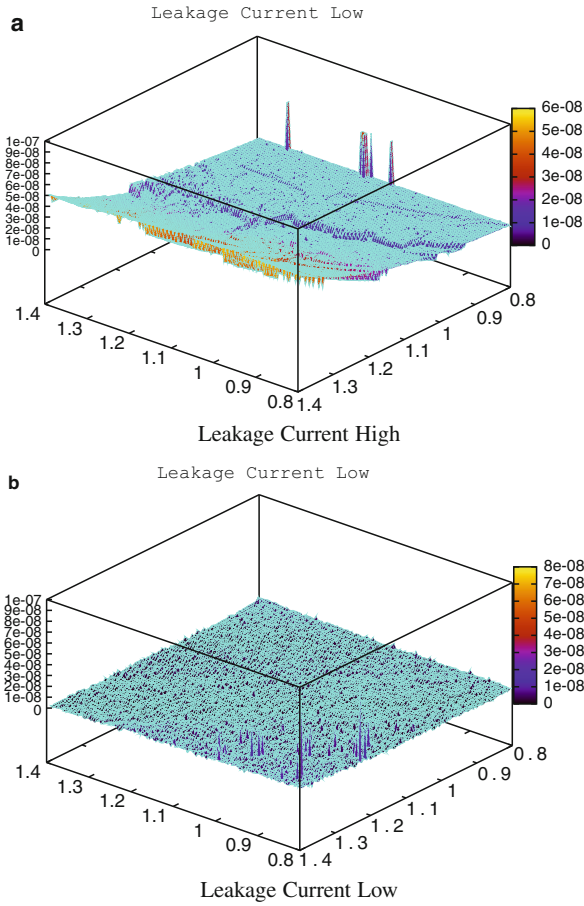 a
Leakage Current Low
1e-07
9e-08
8e-08
7e-08
6e-08
5e-08
4e-08
3e-08
2e-08
1e-08
0
6e-08
5e-08
4e-08
3e-08
2e-08
1e-08
0
1.4
1.3
1.2
1.1
1
0.9
0.8
1.4
1.3
1.2
1.1
1
0.9
0.8
Leakage Current High
b
Leakage Current Low
1e-07
9e-08
8e-08
7e-08
6e-08
5e-08
4e-08
3e-08
2e-08
1e-08
0
8e-08
7e-08
6e-08
5e-08
4e-08
3e-08
2e-08
1e-08
0
1.4
1.3
1.2
1.1
1
0.9
0.8
1.4
1.3
1.2
1.1
1
0.9
0.8
Leakage Current Low